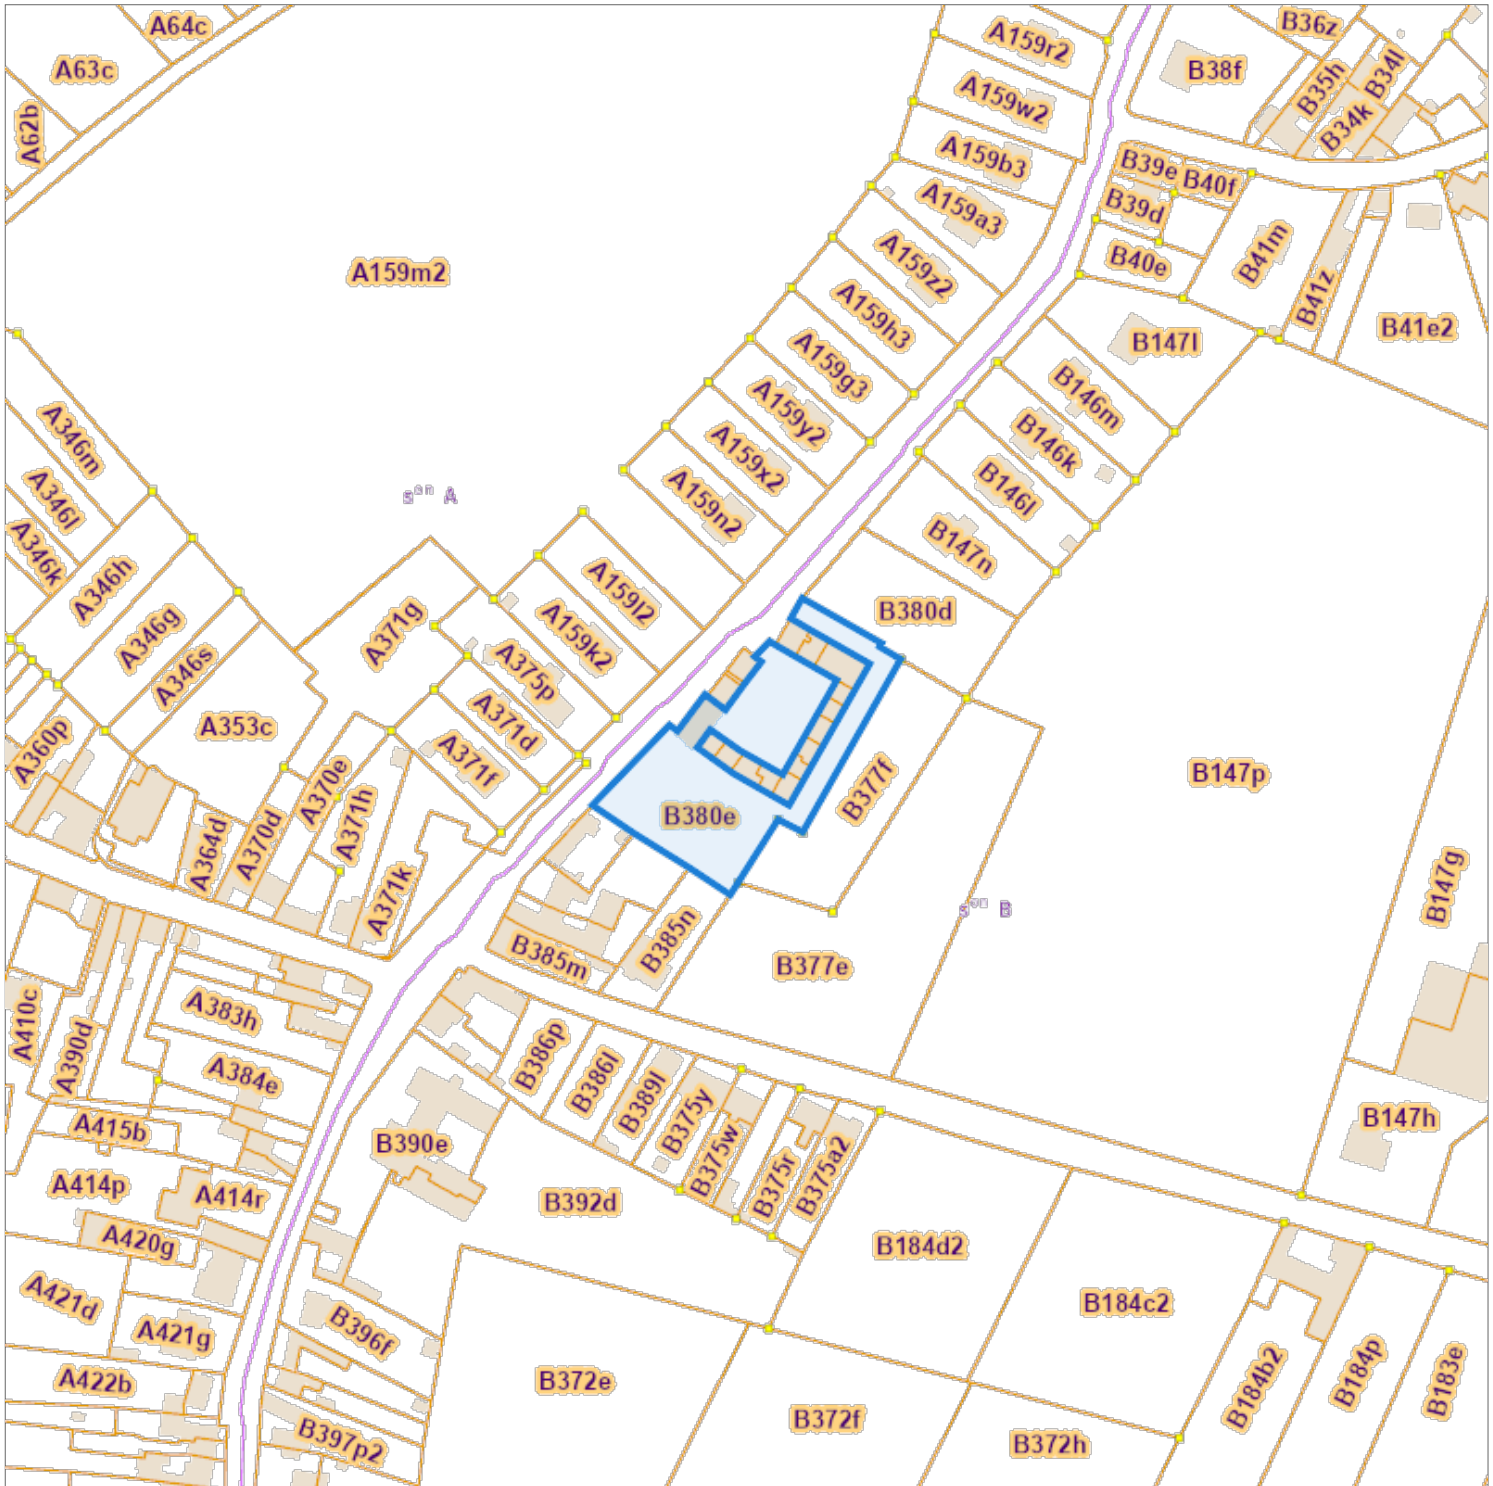 A64c
A63c
A62b
A159r2
A159w2
A159b3
A159a3
A159z2
A159h3
A159g3
A159y2
A159x2
A159n2
A159m2
B36z
B38f
B35h
B34l
B34k
B39e
B40f
B39d
B40e
B41m
B41z
B41e2
B147l
B146m
B146k
B146l
B147n
A346m
A346l
A346k
A346h
A346g
A346s
sᵒⁿ A
A371g
A159l2
A159k2
A375p
A371d
A371f
B380d
A360p
A353c
A370e
A371h
A364d
A370d
A371k
B380e
B377f
B147p
B147g
sᵒⁿ B
B385m
B385n
B377e
A410c
A390d
A383h
A384e
A415b
A414p
A414r
A420g
A421d
A421g
A422b
B386p
B386l
B389l
B375y
B375w
B375r
B375a2
B390e
B392d
B147h
B184d2
B184c2
B396f
B397p2
B372e
B372f
B372h
B184b2
B184p
B183e